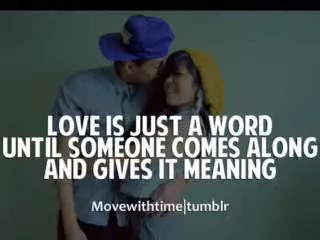 LOVE IS JUST A WORD
UNTIL SOMEONE COMES ALONG
AND GIVES IT MEANING
Movewithtime|tumblr